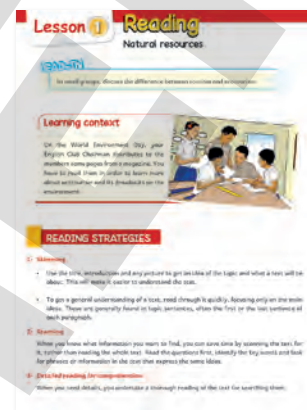 Lesson 1 Reading
Natural resources
LEAD-IN
In small groups, discuss the difference between tourism and ecotourism.
Learning context
On the World Environment Day, your
English Club Chairman distributes to the
members some pages from a magazine. You
have to read them in order to learn more
about ecotourism and its drawbacks on the
environment.
READING STRATEGIES
Skimming
• Use the title, introduction and any picture to get an idea of the topic and what a text will be
about. This will make it easier to understand the text.
• To get a general understanding of a text, read through it quickly, focusing only on the main
ideas. These are generally found in topic sentences, often the first or the last sentence of
each paragraph.
Scanning
When you know what information you want to find, you can save time by scanning the text for
it, rather than reading the whole text. Read the questions first, identify the key words and look
for phrases or information in the text that express the same ideas.
Detailed reading for comprehension
When you need details, you undertake a thorough reading of the text for searching them.